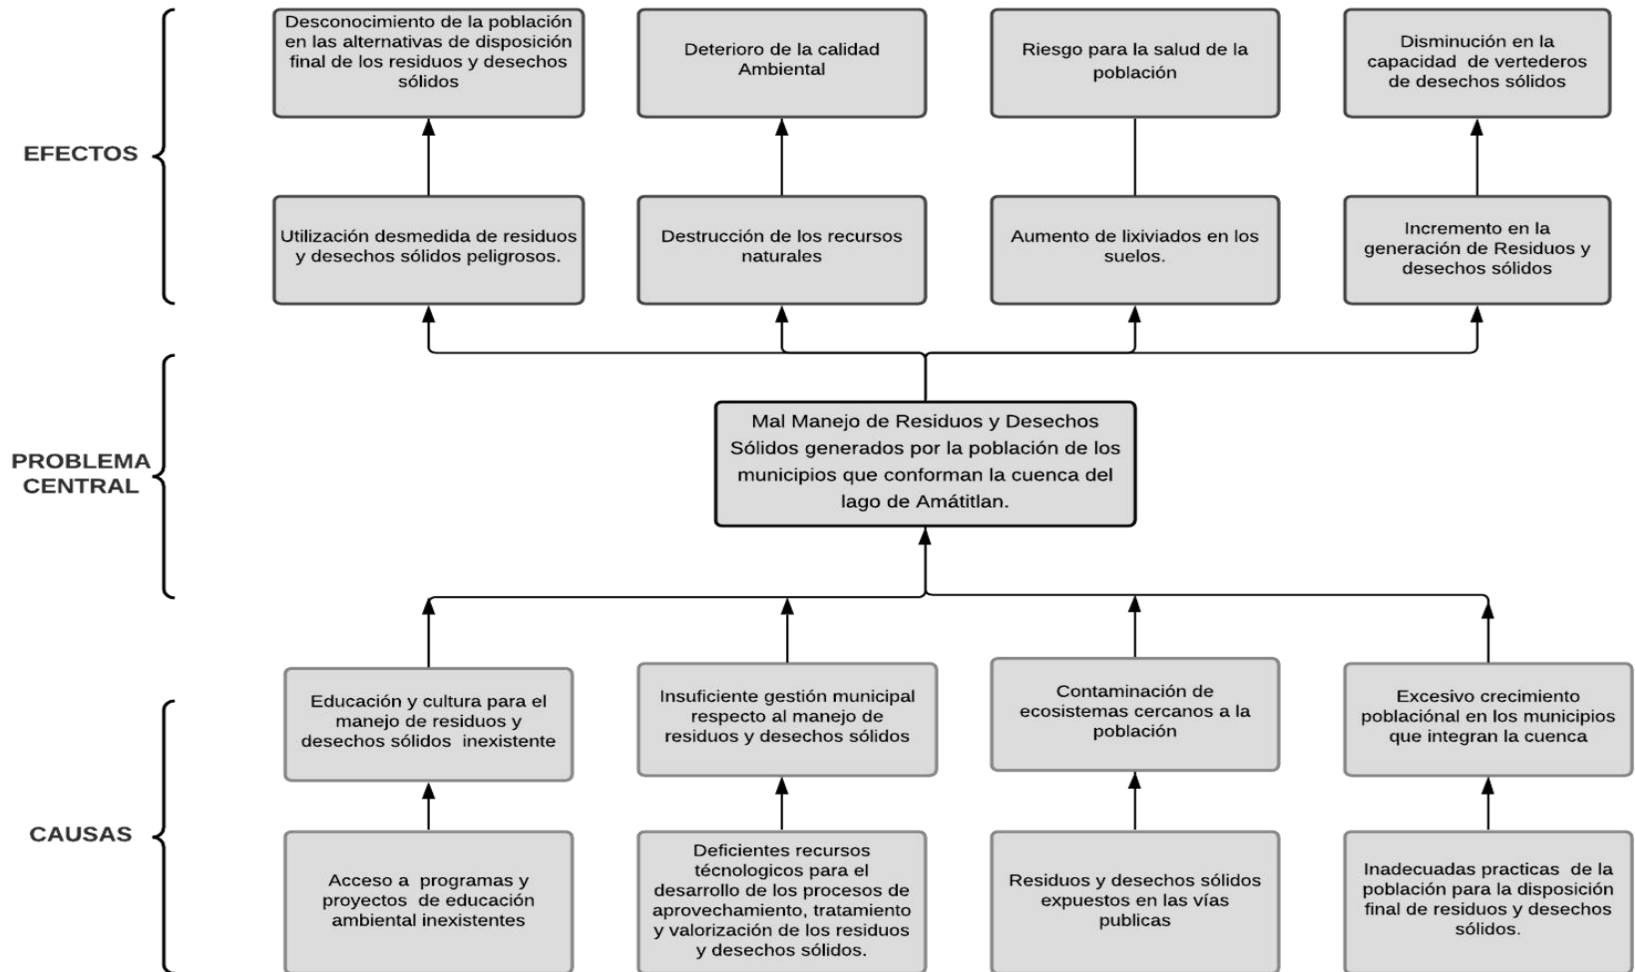 Desconocimiento de la población
en las alternativas de disposición
final de los residuos y desechos
sólidos
Deterioro de la calidad
Ambiental
Riesgo para la salud de la
población
Disminución en la
capacidad de vertederos
de desechos sólidos
EFECTOS
Utilización desmedida de residuos
y desechos sólidos peligrosos.
Destrucción de los recursos
naturales
Aumento de lixiviados en los
suelos.
Incremento en la
generación de Residuos y
desechos sólidos
PROBLEMA
CENTRAL
Mal Manejo de Residuos y Desechos
Sólidos generados por la población de los
municipios que conforman la cuenca del
lago de Amátitlan.
Educación y cultura para el
manejo de residuos y
desechos sólidos inexistente
Insuficiente gestión municipal
respecto al manejo de
residuos y desechos sólidos
Contaminación de
ecosistemas cercanos a la
población
Excesivo crecimiento
poblaciónal en los municipios
que integran la cuenca
CAUSAS
Acceso a programas y
proyectos de educación
ambiental inexistentes
Deficientes recursos
técnologicos para el
desarrollo de los procesos de
aprovechamiento, tratamiento
y valorización de los residuos
y desechos sólidos.
Residuos y desechos sólidos
expuestos en las vías
publicas
Inadecuadas practicas de la
población para la disposición
final de residuos y desechos
sólidos.